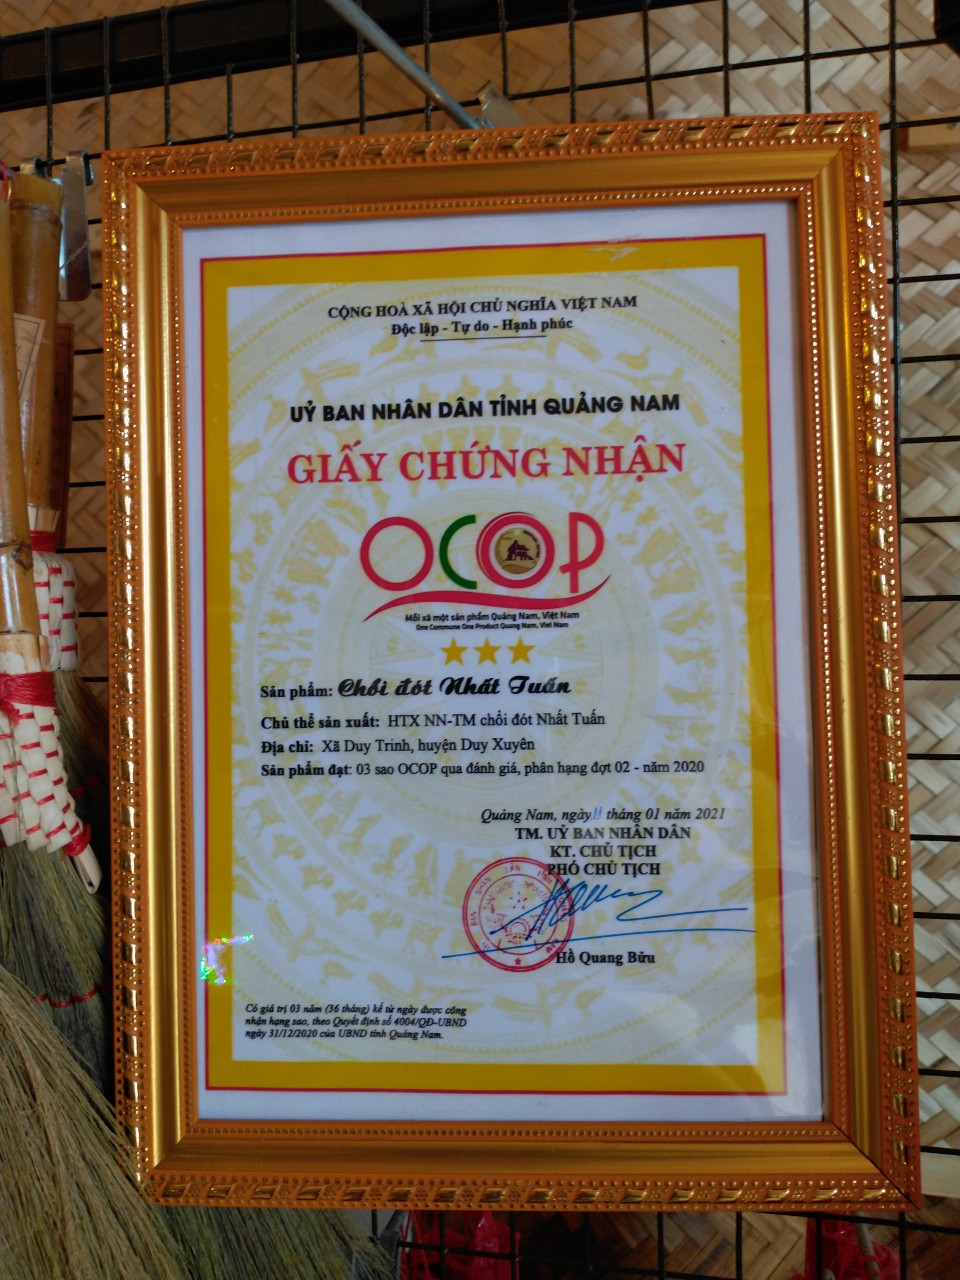 CỘNG HOÀ XÃ HỘI CHỦ NGHĨA VIỆT NAM
Độc lập - Tự do - Hạnh phúc
UỶ BAN NHÂN DÂN TỈNH QUẢNG NAM
GIẤY CHỨNG NHẬN
OCOP
Mỗi xã một sản phẩm Quảng Nam, Việt Nam
One Commune One Product Quang Nam, Viet Nam
Sản phẩm: Chổi đót Nhất Tuấn
Chủ thể sản xuất: HTX NN-TM chổi đót Nhất Tuấn
Địa chỉ: Xã Duy Trinh, huyện Duy Xuyên
Sản phẩm đạt: 03 sao OCOP qua đánh giá, phân hạng đợt 02 - năm 2020
Quảng Nam, ngày 11 tháng 01 năm 2021
TM. UỶ BAN NHÂN DÂN
KT. CHỦ TỊCH
PHÓ CHỦ TỊCH
Hồ Quang Bửu
Có giá trị 03 năm (36 tháng) kể từ ngày được công
nhận hạng sao, theo Quyết định số 4004/QĐ-UBND
ngày 31/12/2020 của UBND tỉnh Quảng Nam.